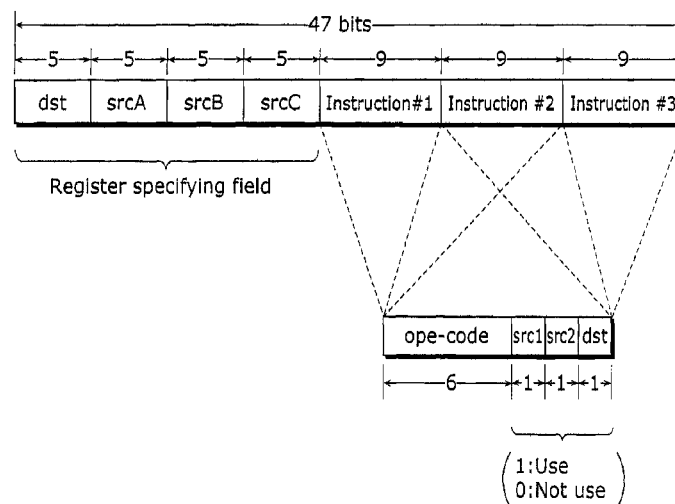 47 bits
5 5 5 5 9 9 9
dst srcA srcB srcC Instruction#1 Instruction #2 Instruction #3
Register specifying field
ope-code src1 src2 dst
6 1 1 1
1:Use
0:Not use